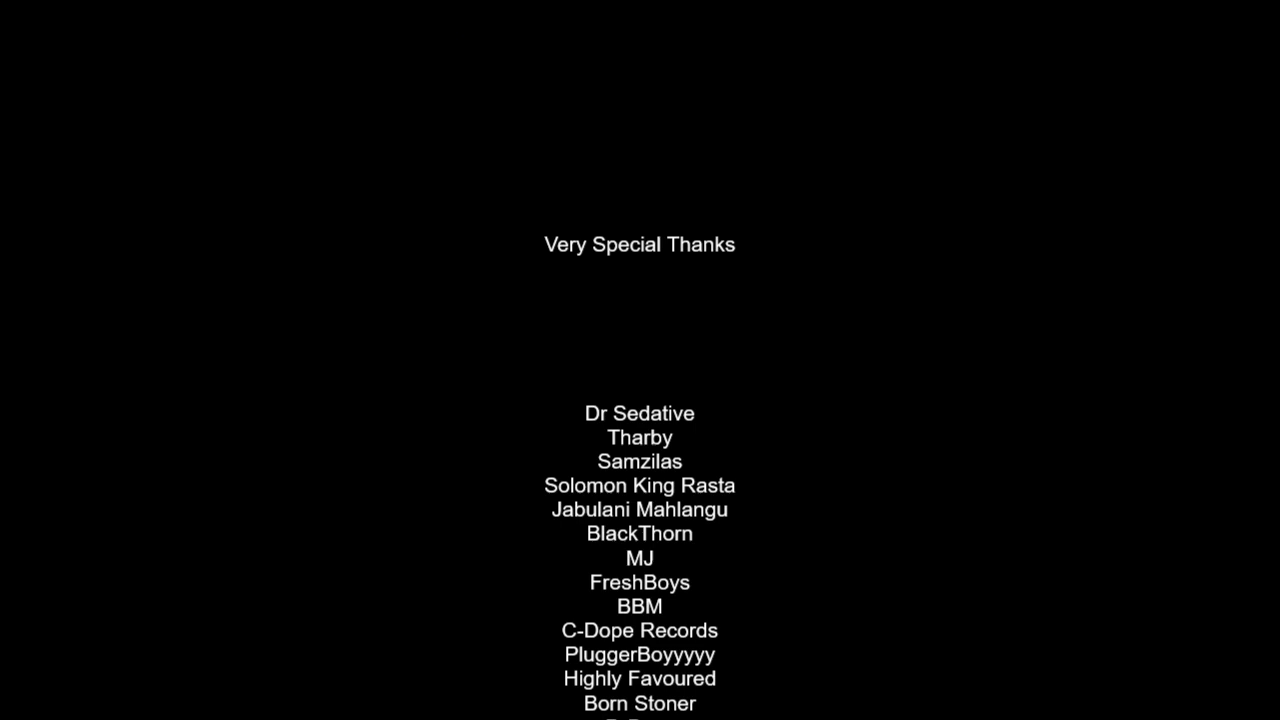 Very Special Thanks
Dr Sedative
Tharby
Samzilas
Solomon King Rasta
Jabulani Mahlangu
BlackThorn
MJ
FreshBoys
BBM
C-Dope Records
PluggerBoyyyyy
Highly Favoured
Born Stoner